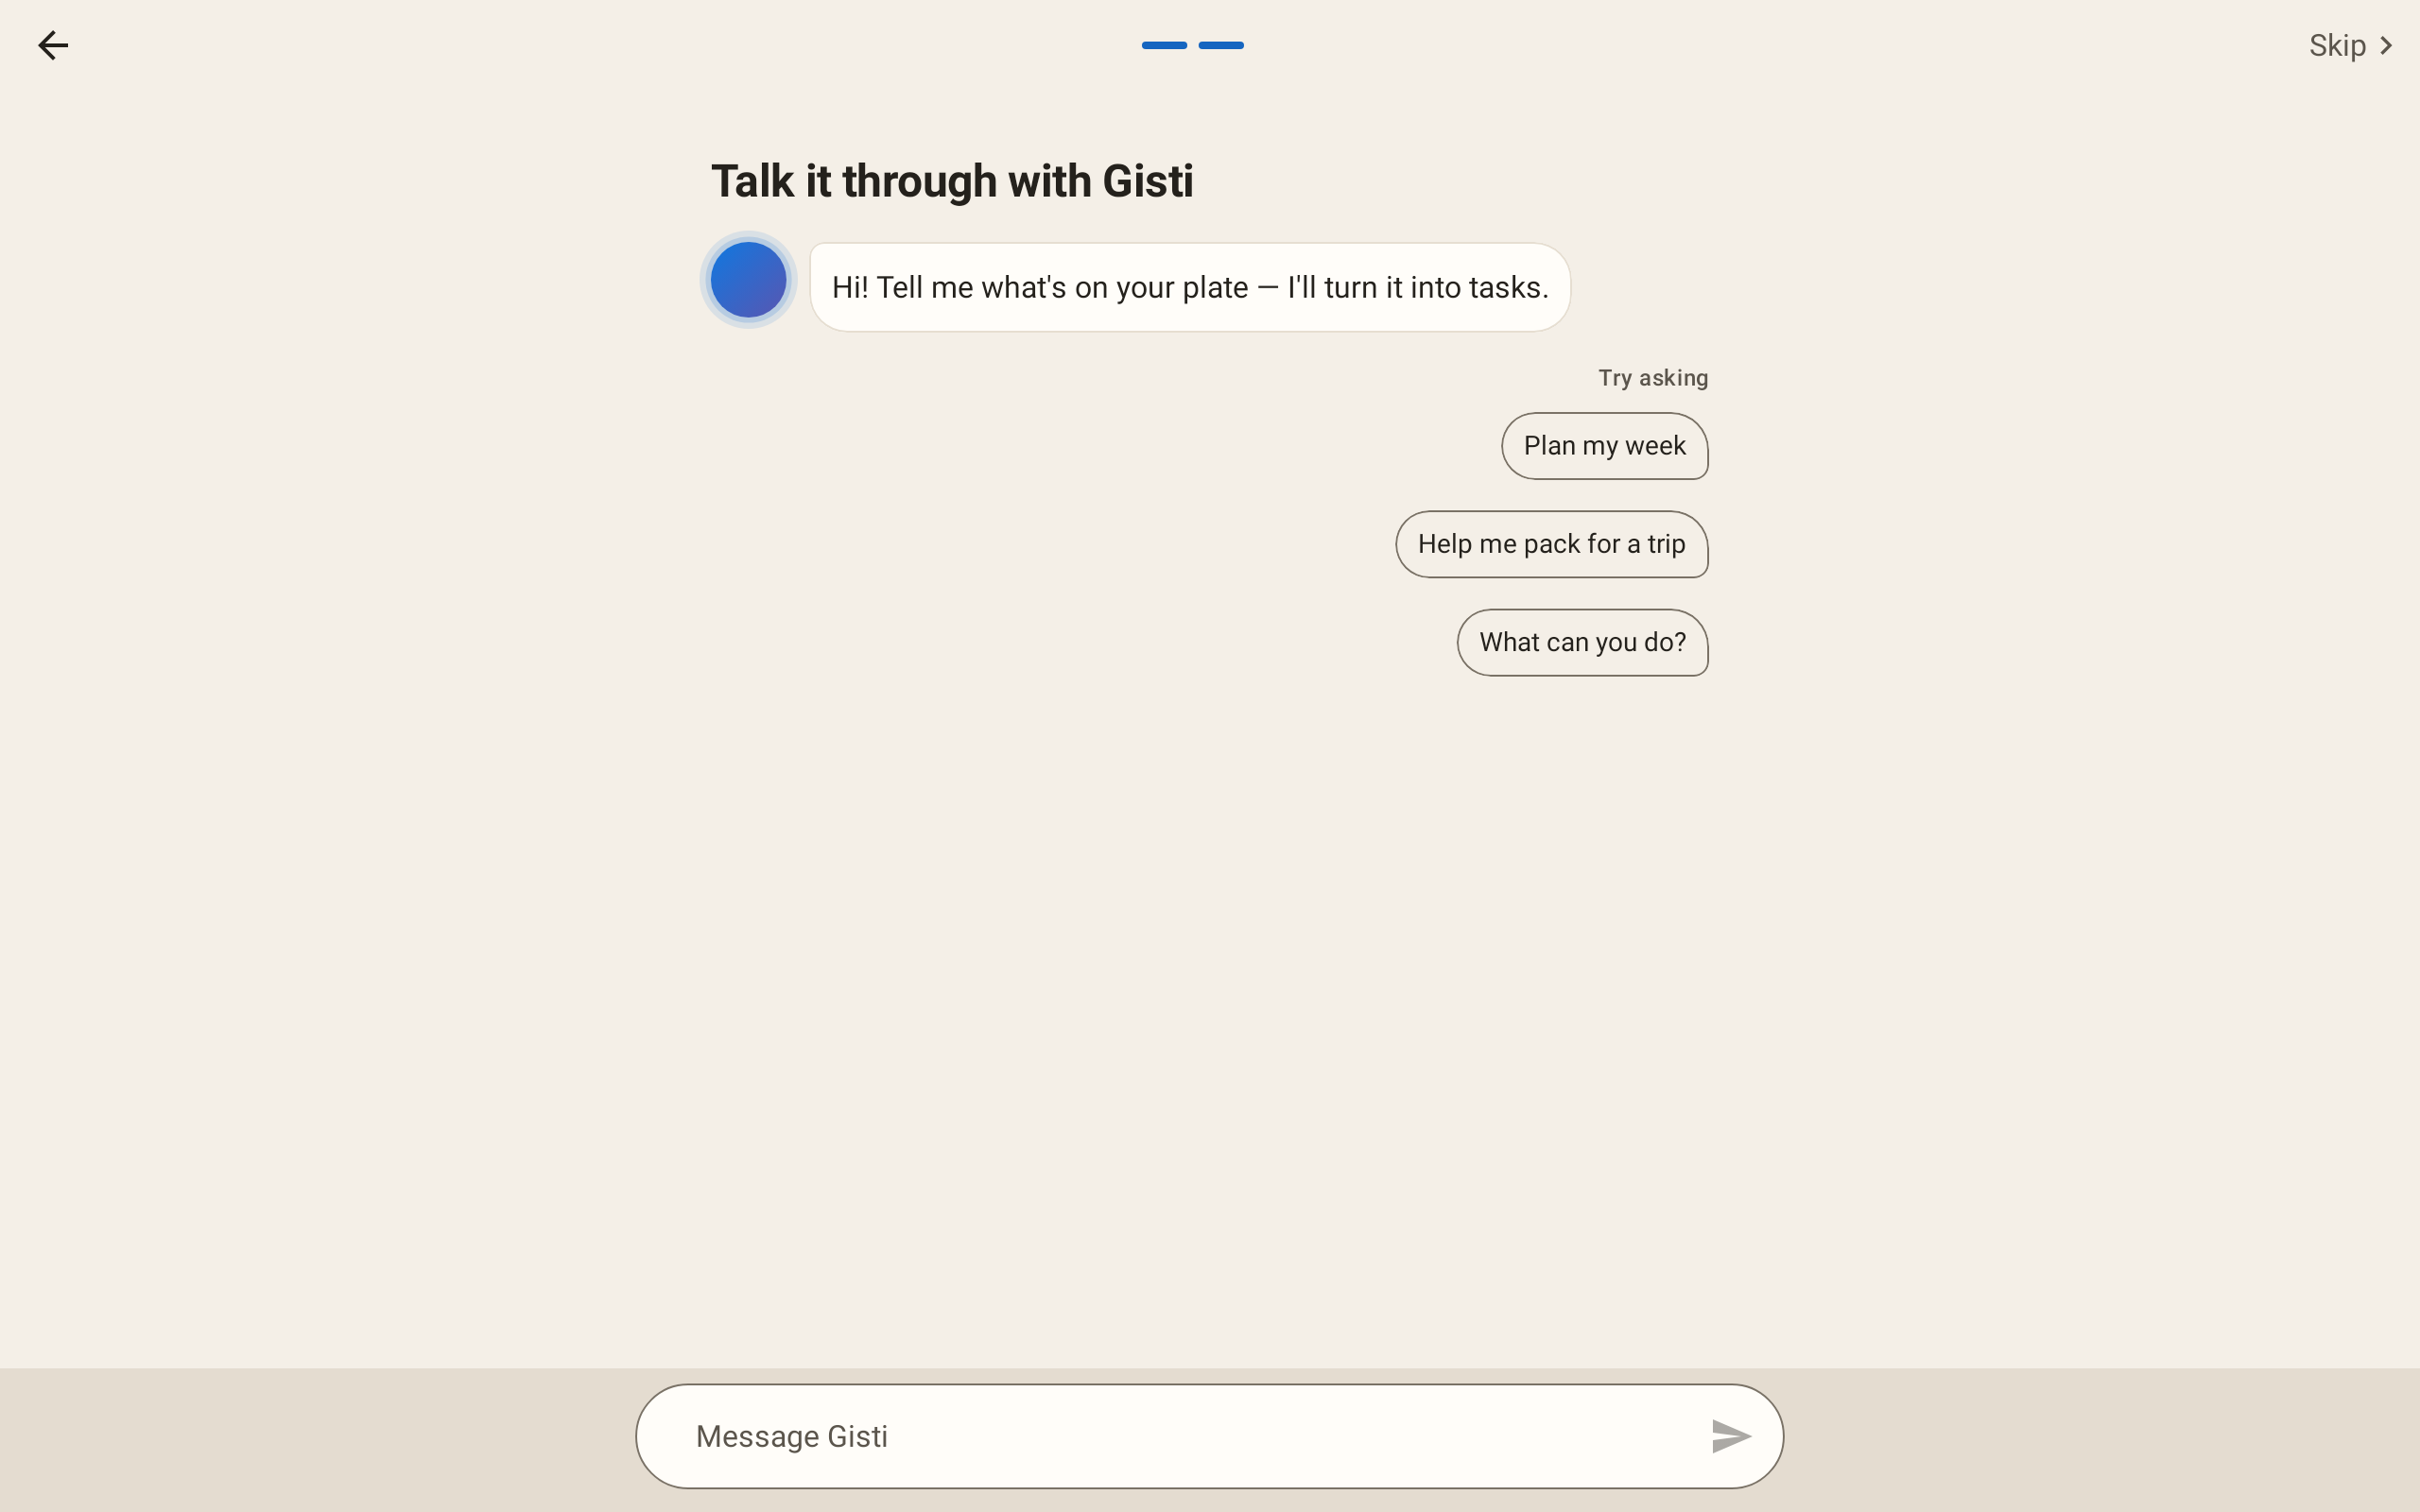 Skip
Talk it through with Gisti
Hi! Tell me what's on your plate — I'll turn it into tasks.
Try asking
Plan my week
Help me pack for a trip
What can you do?
Message Gisti